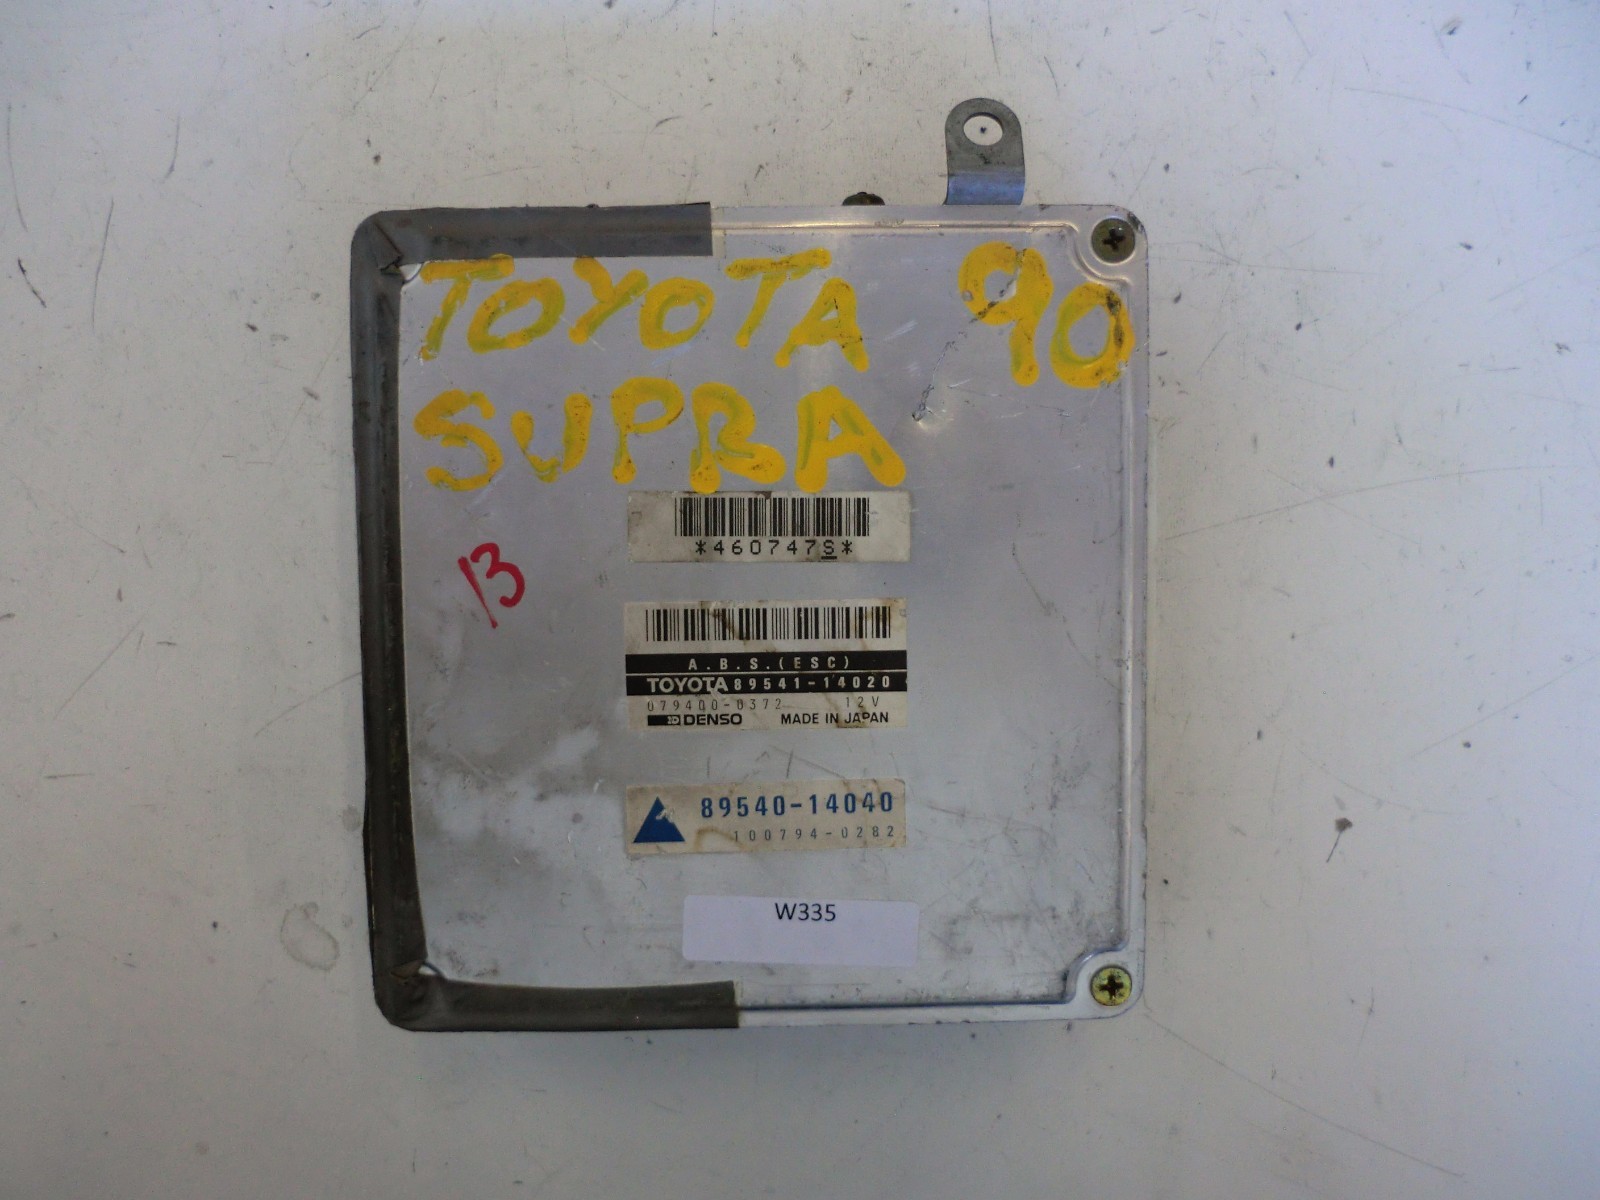 TOYOTA 90
SUPRA
13
*460747S*
A.B.S.(ESC)
TOYOTA 89541-14020
079400-0372 12V
DENSO MADE IN JAPAN
89540-14040
100794-0282
W335